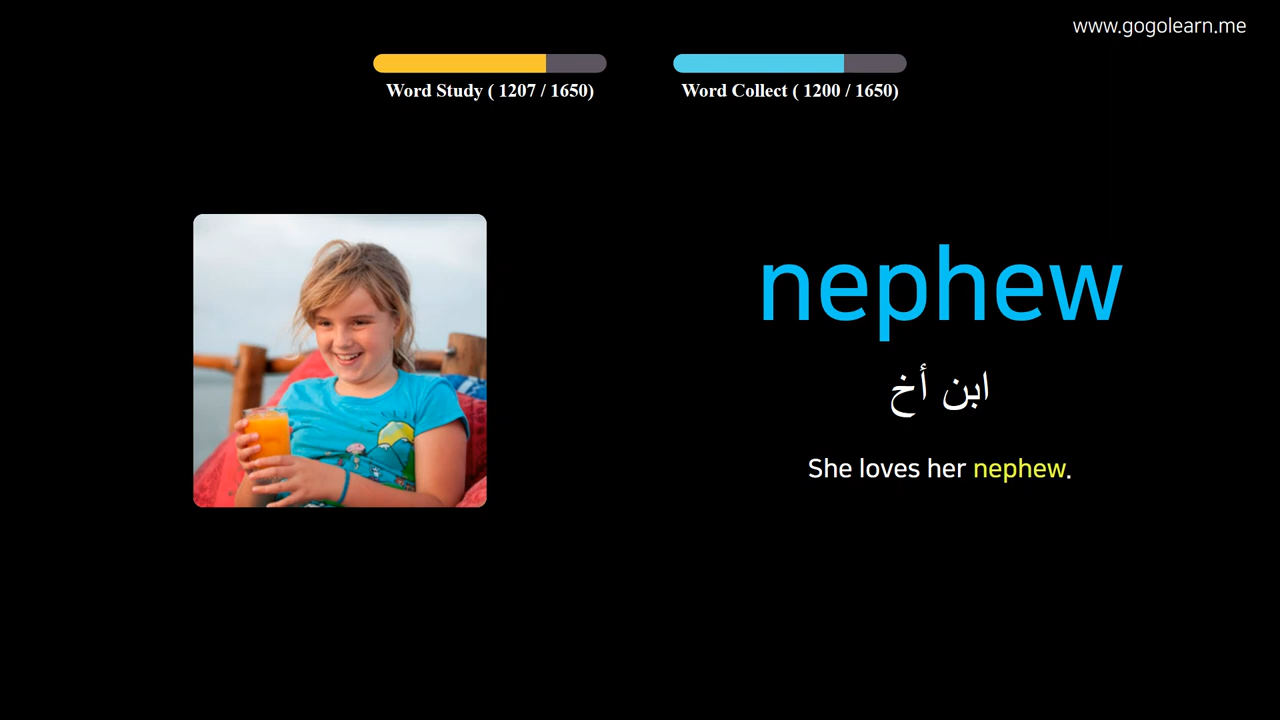 www.gogolearn.me
Word Study ( 1207 / 1650)
Word Collect ( 1200 / 1650)
nephew
ابن أخ
She loves her nephew.